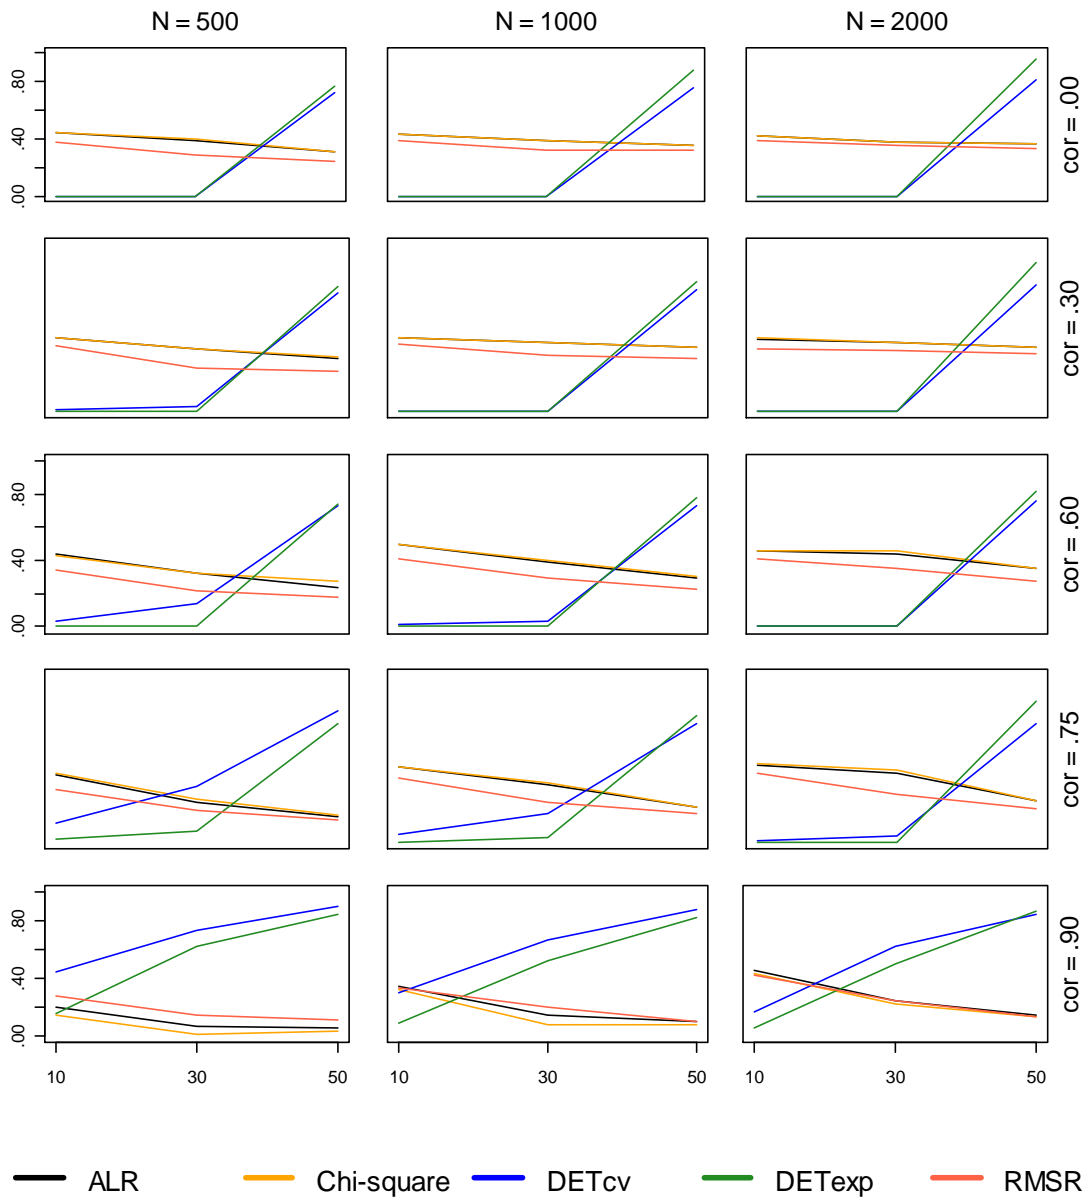 N = 500 N = 1000 N = 2000
.80
.40
.00
cor = .00
cor = .30
.80
.40
.00
cor = .60
cor = .75
.80
.40
.00
cor = .90
10 30 50 10 30 50 10 30 50
ALR Chi-square DETcv DETexp RMSR